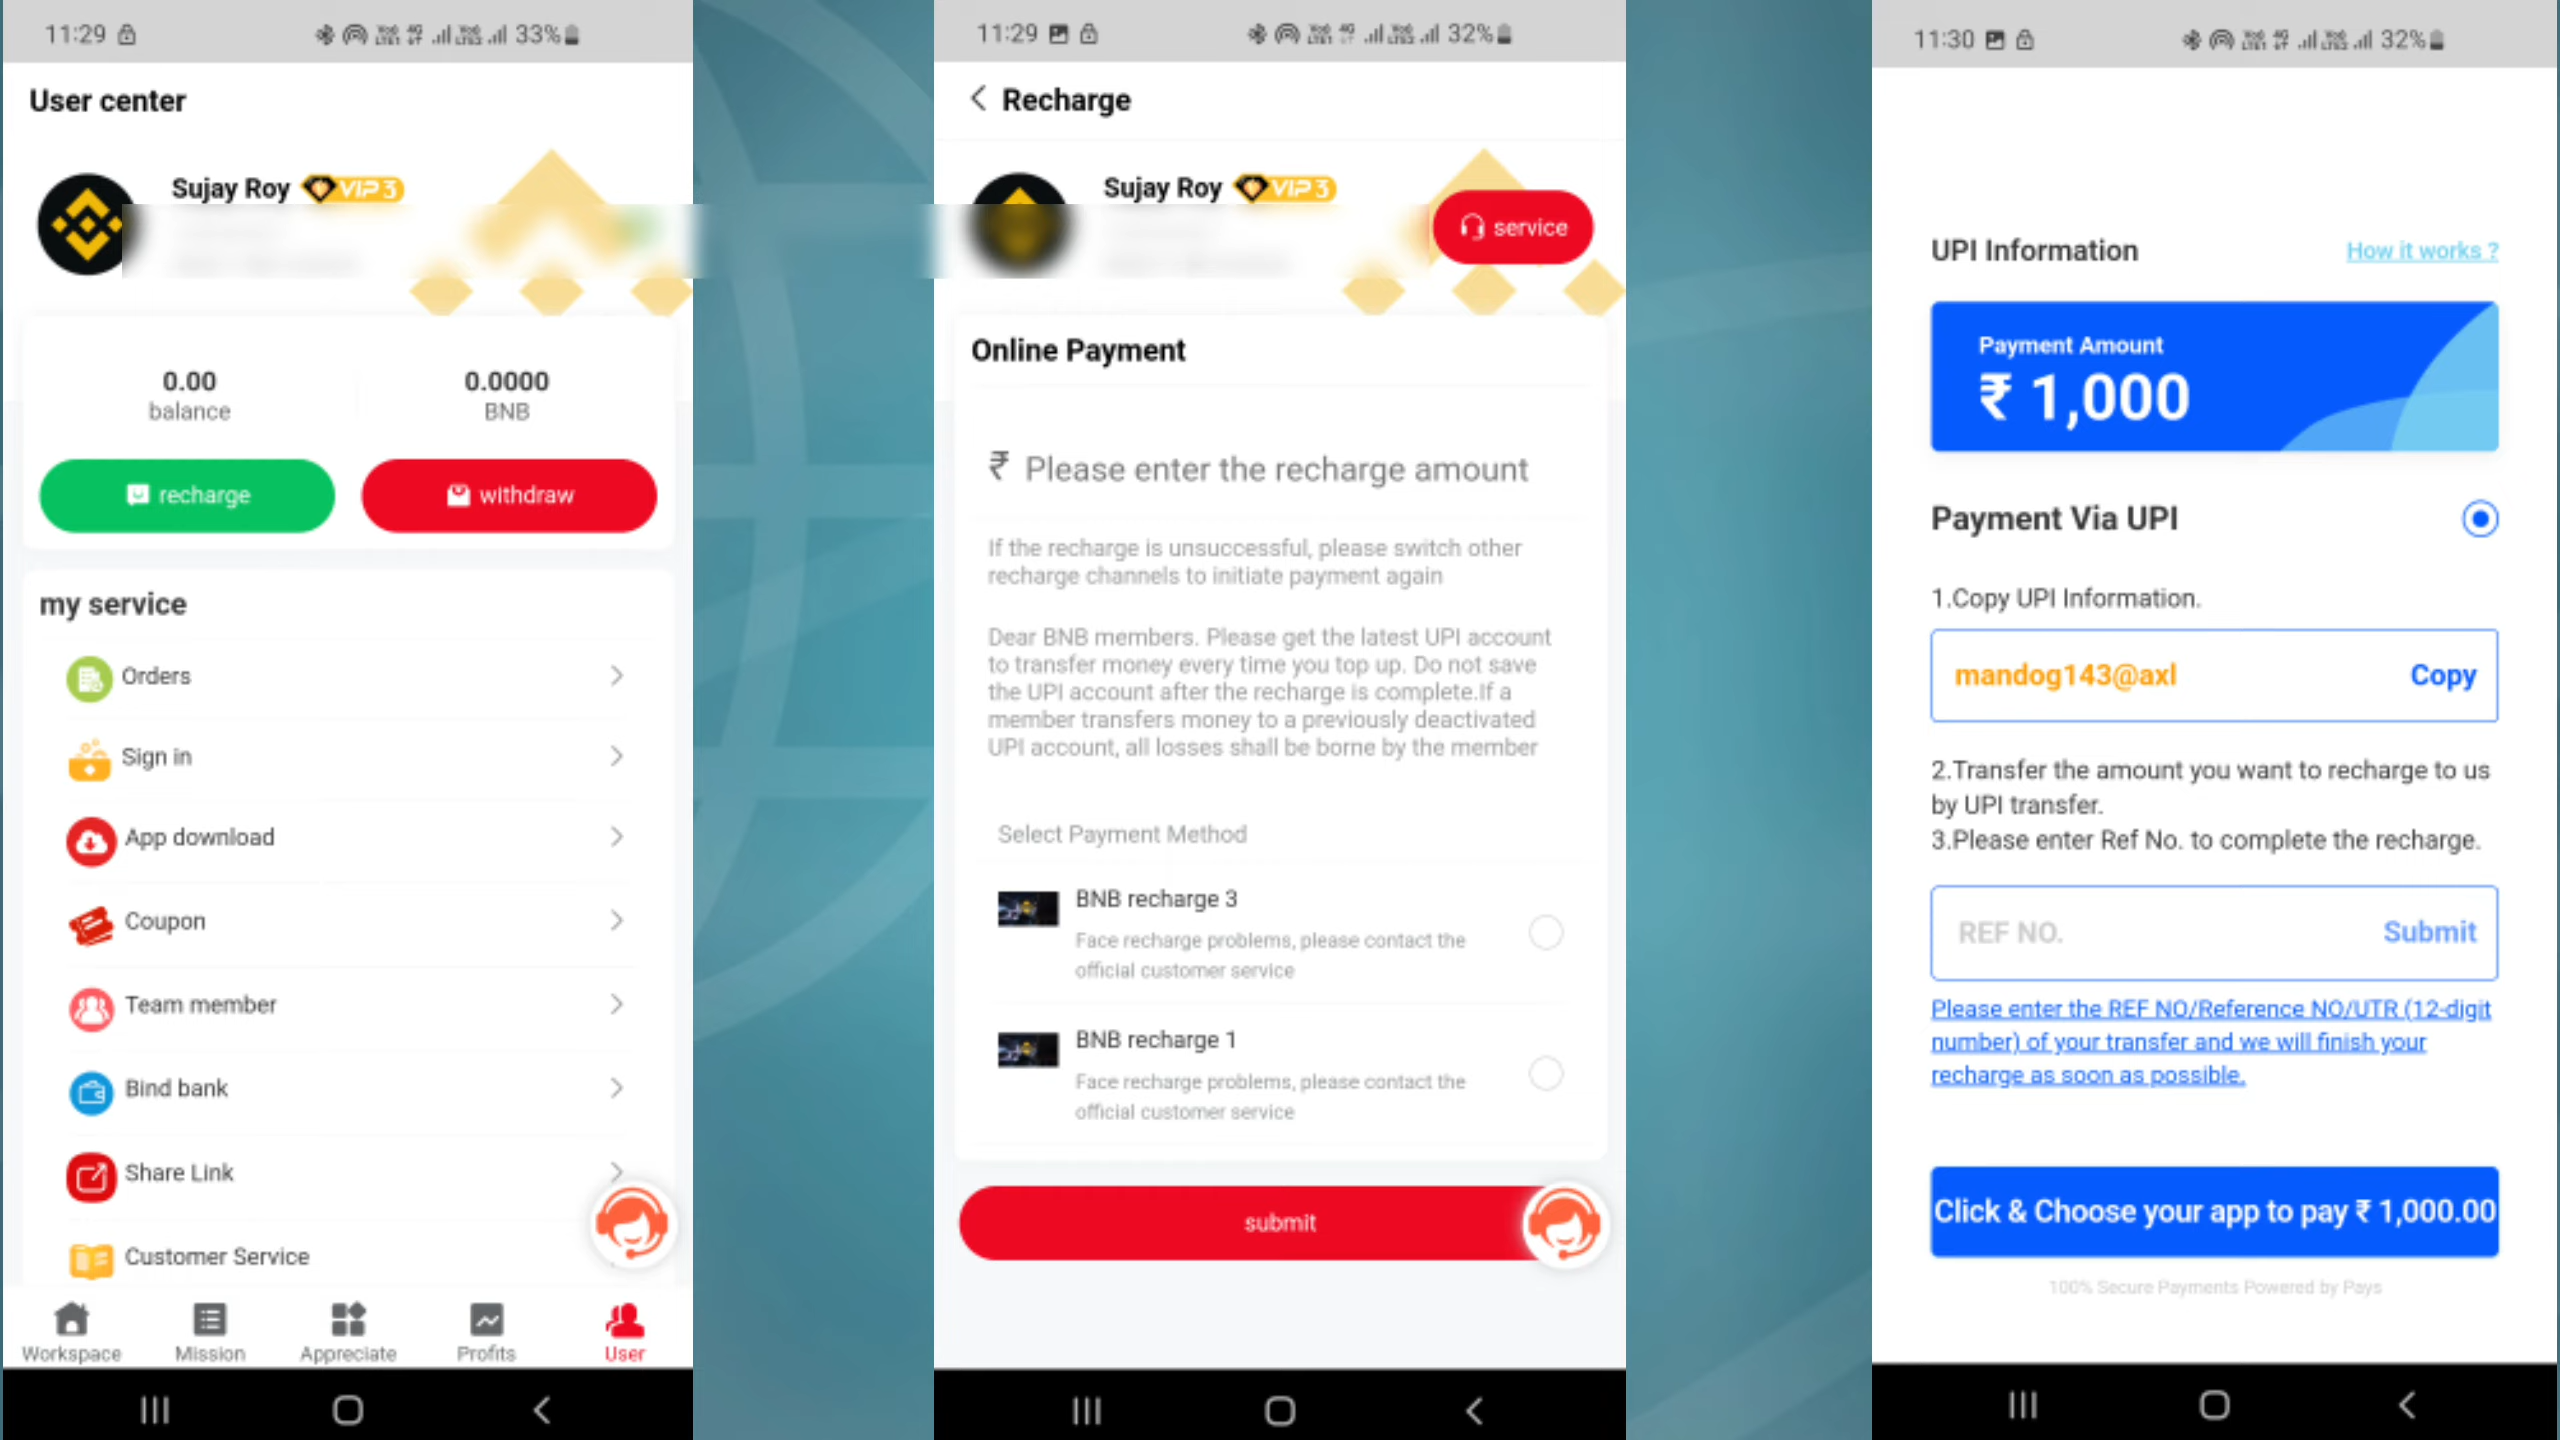 11:29
33%
User center
Sujay Roy VIP 3
0.00
balance
0.0000
BNB
recharge
withdraw
my service
Orders
Sign in
App download
Coupon
Team member
Bind bank
Share Link
Customer Service
Workspace
Mission
Appreciate
Profits
User
11:29
32%
Recharge
Sujay Roy VIP 3
service
Online Payment
₹ Please enter the recharge amount
If the recharge is unsuccessful, please switch other
recharge channels to initiate payment again
Dear BNB members. Please get the latest UPI account
to transfer money every time you top up. Do not save
the UPI account after the recharge is complete.If a
member transfers money to a previously deactivated
UPI account, all losses shall be borne by the member
Select Payment Method
BNB recharge 3
Face recharge problems, please contact the
official customer service
BNB recharge 1
Face recharge problems, please contact the
official customer service
submit
11:30
32%
UPI Information
How it works ?
Payment Amount
₹ 1,000
Payment Via UPI
1.Copy UPI Information.
mandog143@axl
Copy
2.Transfer the amount you want to recharge to us
by UPI transfer.
3.Please enter Ref No. to complete the recharge.
REF NO.
Submit
Please enter the REF NO/Reference NO/UTR (12-digit
number) of your transfer and we will finish your
recharge as soon as possible.
Click & Choose your app to pay ₹ 1,000.00
100% Secure Payments Powered by Pays